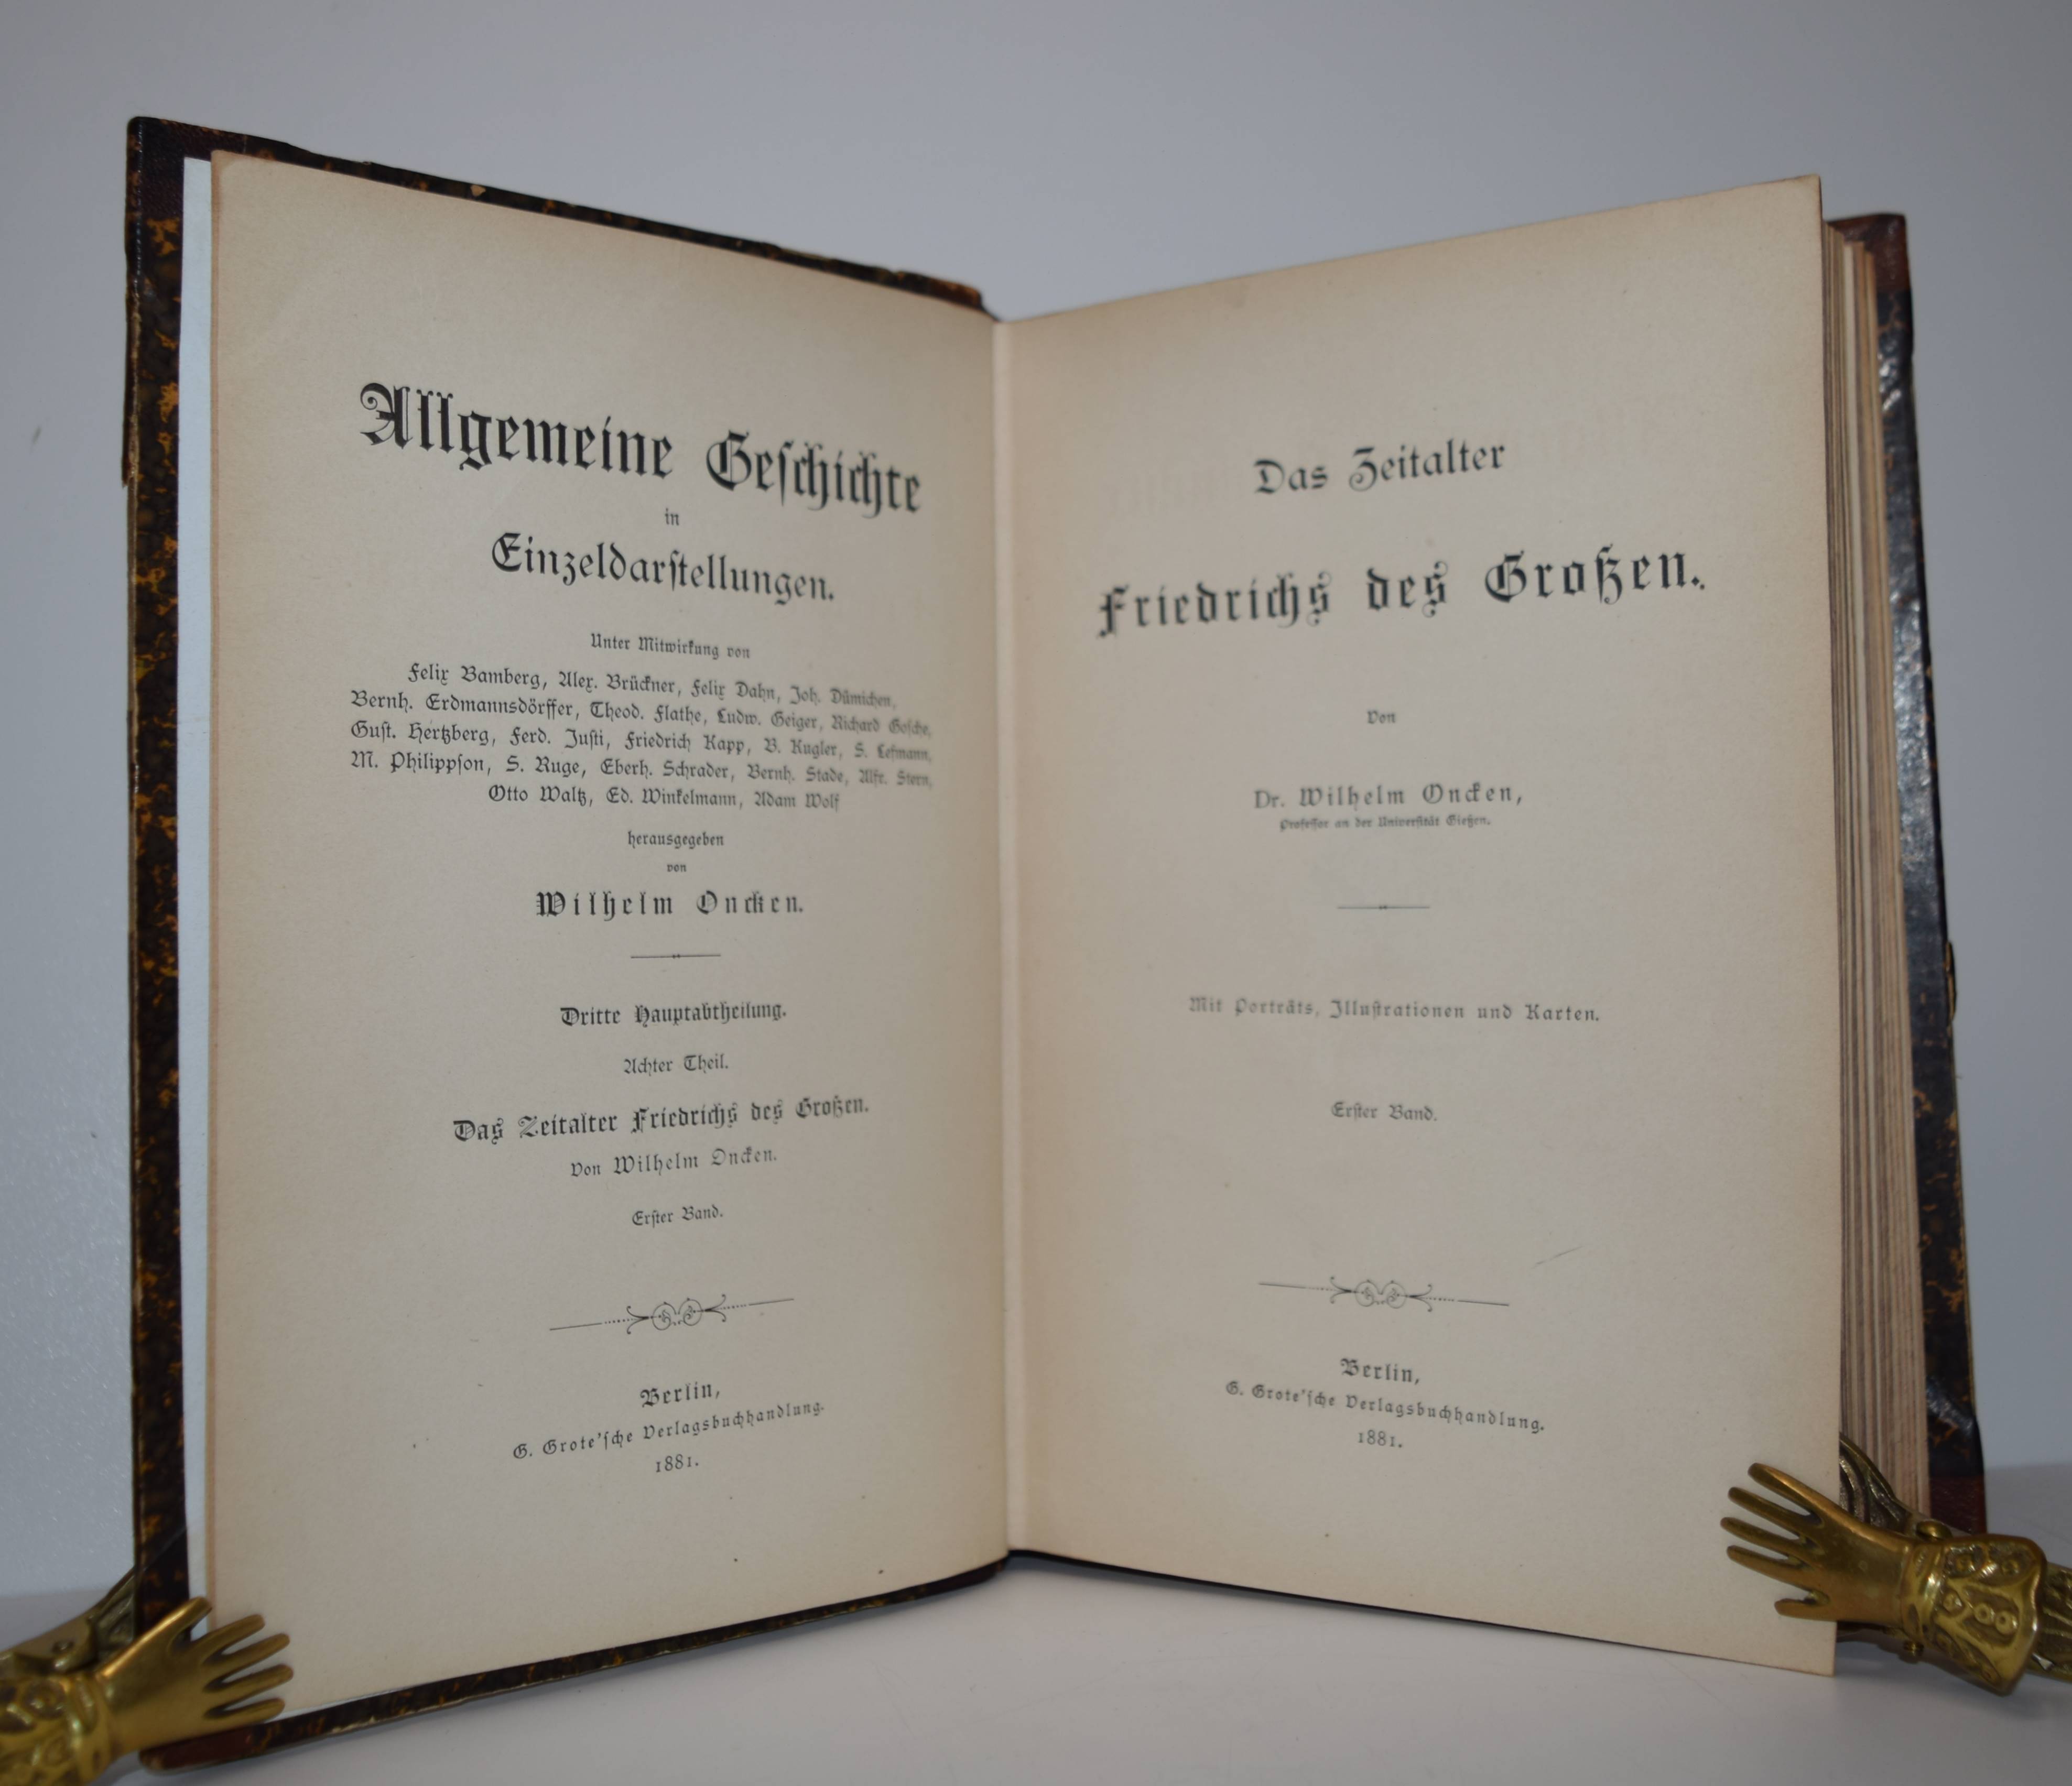 Allgemeine Geschichte
in
Einzeldarstellungen.
Unter Mitwirkung von
Felix Bamberg, Alex. Brückner, Felix Dahn, Joh. Dümichen,
Bernh. Erdmannsdörffer, Theod. Flathe, Ludw. Geiger, Richard Gosche,
Gust. Hertzberg, Ferd. Justi, Friedrich Kapp, B. Kugler, S. Lefmann,
M. Philippson, S. Ruge, Eberh. Schrader, Bernh. Stade, Alfr. Stern,
Otto Waltz, Ed. Winkelmann, Adam Wolf
herausgegeben
von
Wilhelm Oncken.
Dritte Hauptabtheilung.
Achter Theil.
Das Zeitalter Friedrichs des Großen.
Von Wilhelm Oncken.
Erster Band.
Berlin,
G. Grote'sche Verlagsbuchhandlung.
1881.
Das Zeitalter
Friedrichs des Großen.
Von
Dr. Wilhelm Oncken,
Professor an der Universität Gießen.
Mit Porträts, Illustrationen und Karten.
Erster Band.
Berlin,
G. Grote'sche Verlagsbuchhandlung.
1881.